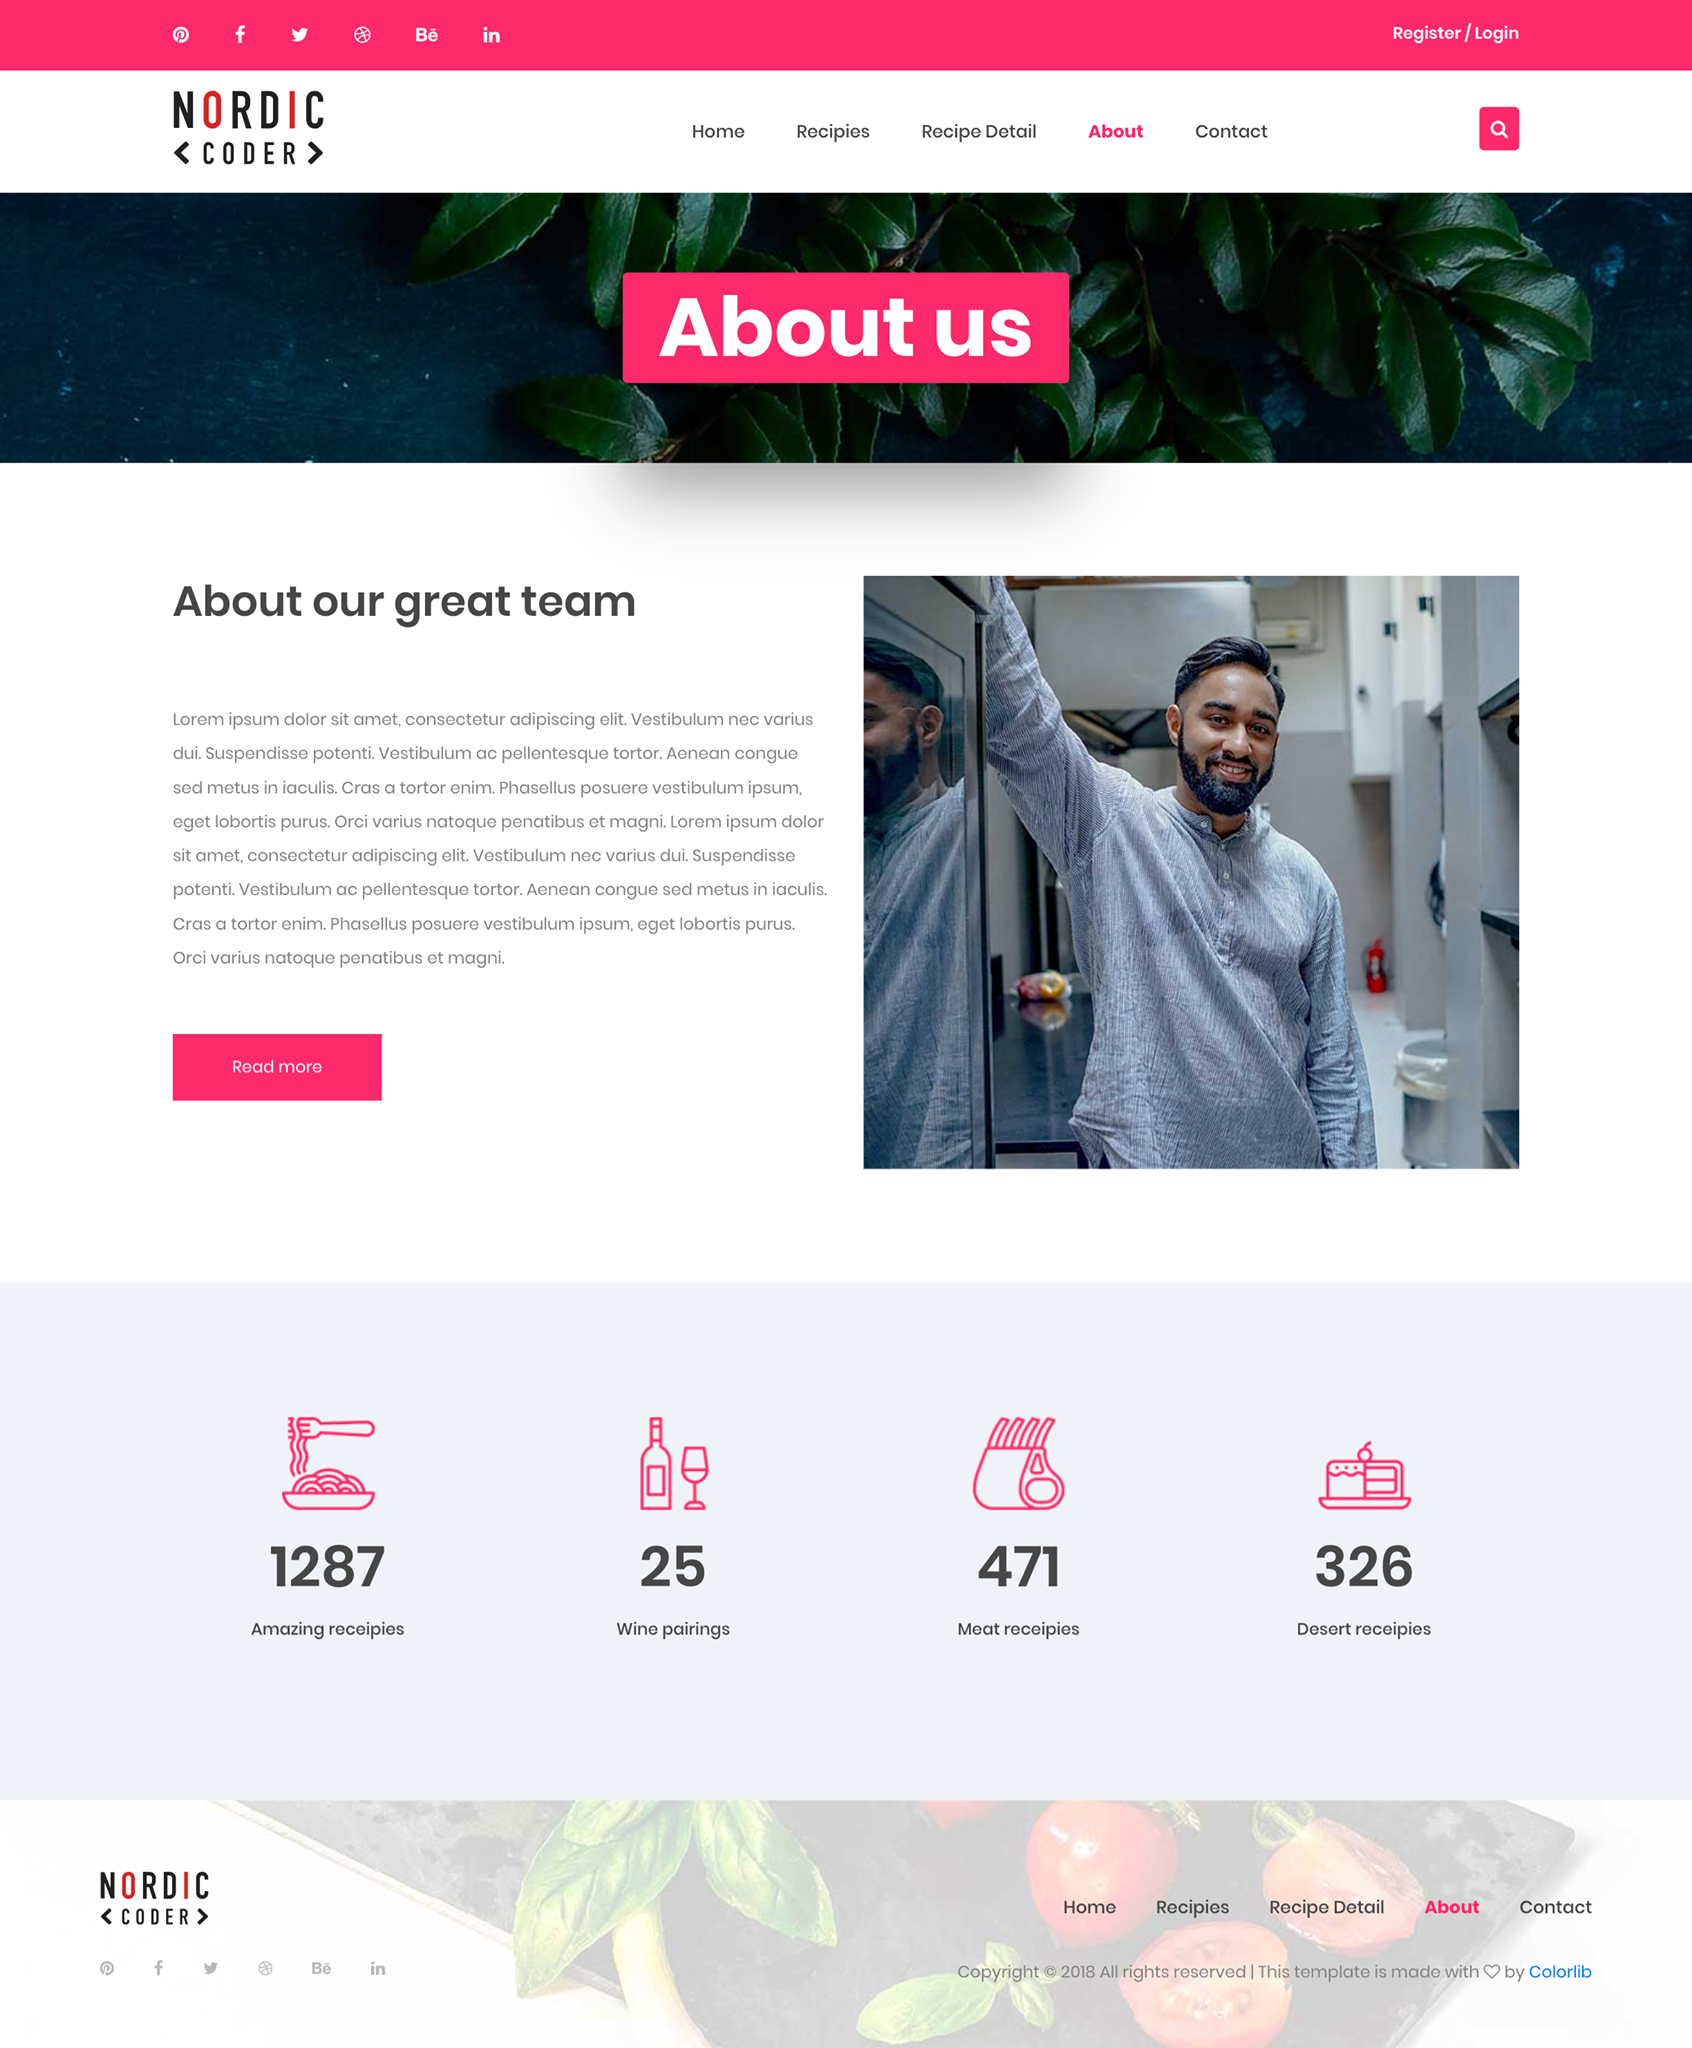 Register / Login
NORDIC
<CODER>
Home Recipies Recipe Detail About Contact
About us
About our great team
Lorem ipsum dolor sit amet, consectetur adipiscing elit. Vestibulum nec varius
dui. Suspendisse potenti. Vestibulum ac pellentesque tortor. Aenean congue
sed metus in iaculis. Cras a tortor enim. Phasellus posuere vestibulum ipsum,
eget lobortis purus. Orci varius natoque penatibus et magni. Lorem ipsum dolor
sit amet, consectetur adipiscing elit. Vestibulum nec varius dui. Suspendisse
potenti. Vestibulum ac pellentesque tortor. Aenean congue sed metus in iaculis.
Cras a tortor enim. Phasellus posuere vestibulum ipsum, eget lobortis purus.
Orci varius natoque penatibus et magni.
Read more
1287
Amazing receipies
25
Wine pairings
471
Meat receipies
326
Desert receipies
NORDIC
<CODER>
Home Recipies Recipe Detail About Contact
Copyright © 2018 All rights reserved | This template is made with ♡ by Colorlib